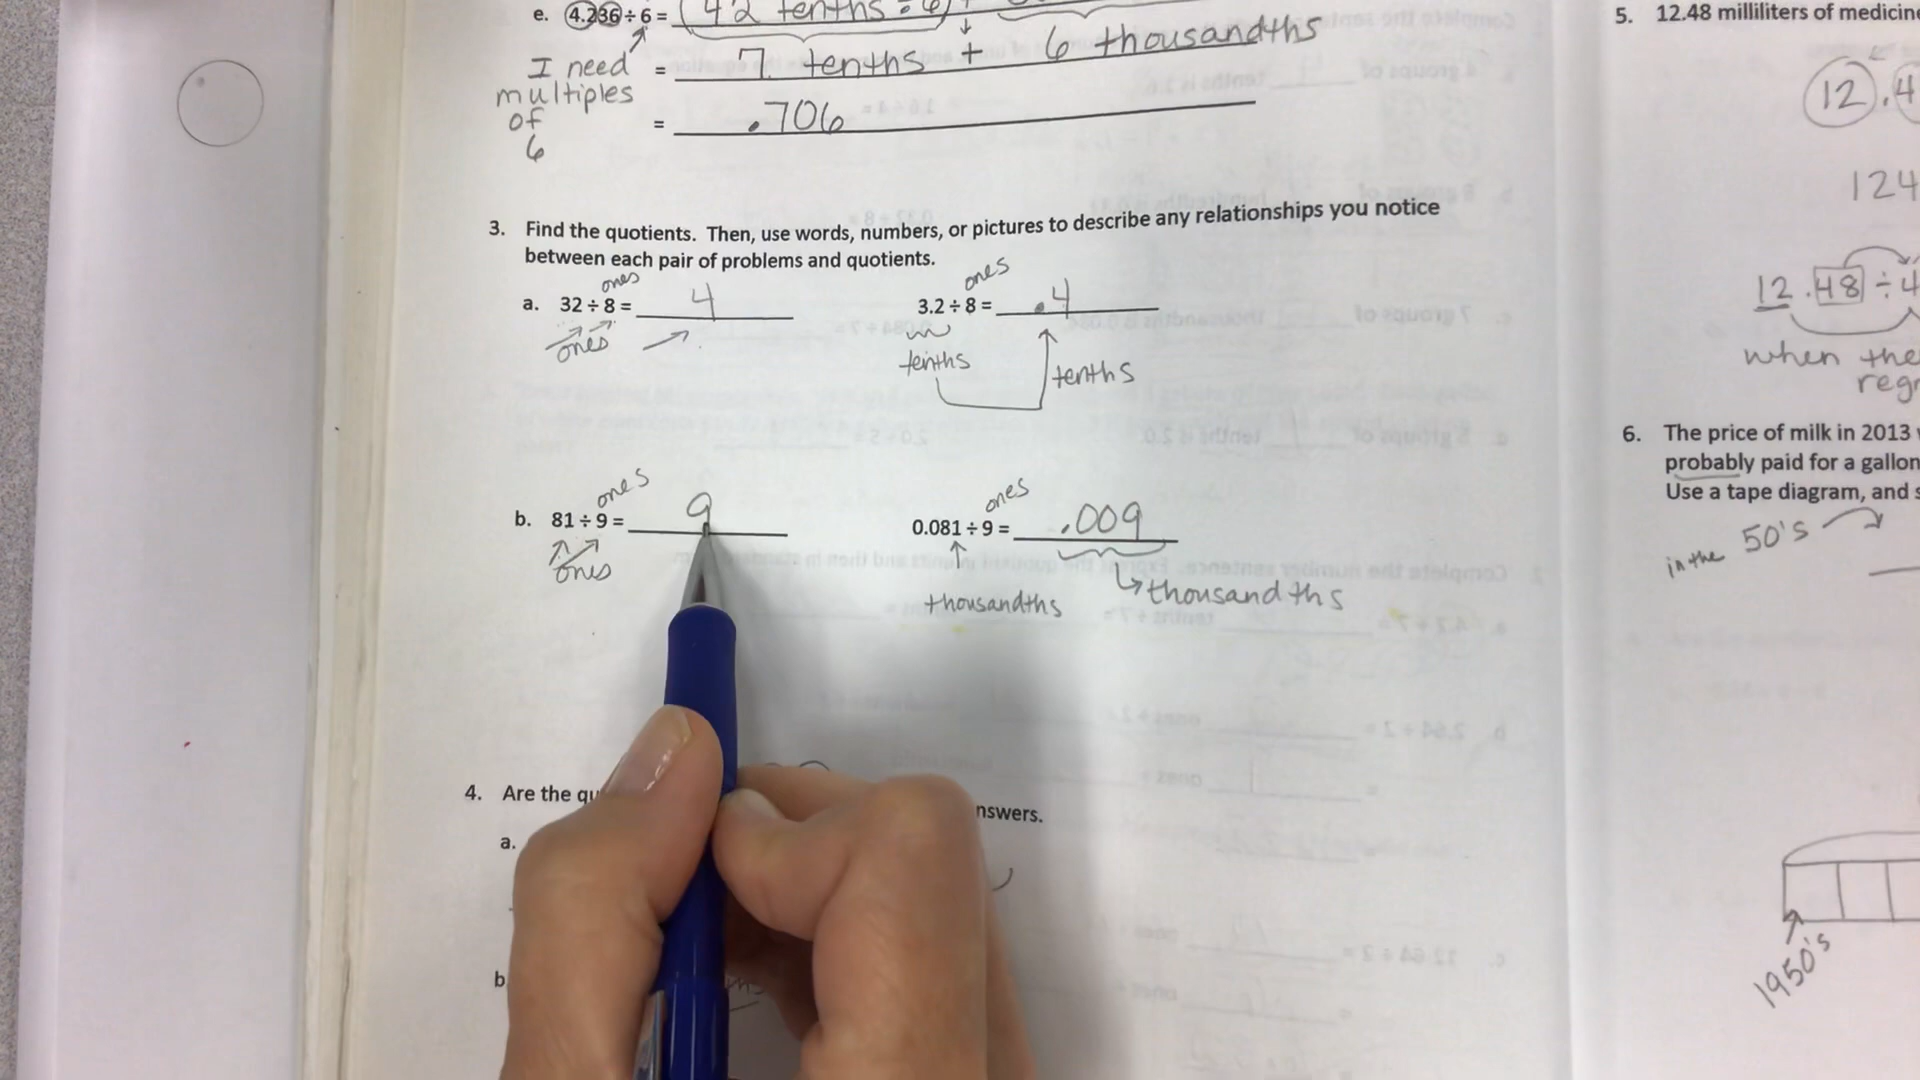 e. 4.236 ÷ 6 = (42 tenths ÷ 6)
I need = 7 tenths + 6 thousandths
multiples
of = .706
6
3. Find the quotients. Then, use words, numbers, or pictures to describe any relationships you notice
between each pair of problems and quotients.
ones ones
a. 32 ÷ 8 = 4 3.2 ÷ 8 = .4
ones tenths tenths
ones ones
b. 81 ÷ 9 = 9 0.081 ÷ 9 = .009
ones thousandths thousandths
4. Are the nswers.
a.
b
5. 12.48 milliliters of medicine
12.4
124
12.48 ÷ 4
when the
regr
6. The price of milk in 2013
probably paid for a gallon
Use a tape diagram, and
in the 50's
1950's